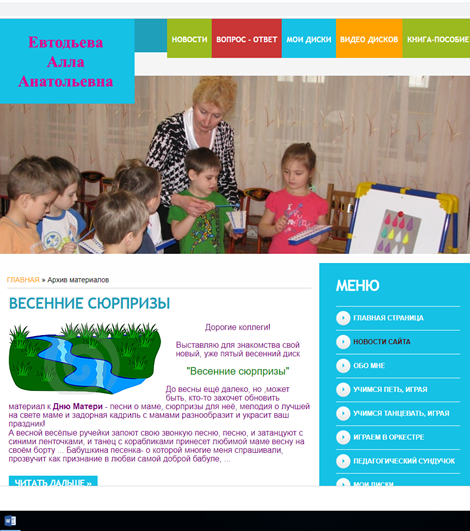 Евтодьева
Алла
Анатольевна
НОВОСТИ
ВОПРОС - ОТВЕТ
МОИ ДИСКИ
ВИДЕО ДИСКОВ
КНИГА-ПОСОБИЕ
ГЛАВНАЯ » Архив материалов
ВЕСЕННИЕ СЮРПРИЗЫ
Дорогие коллеги!
Выставляю для знакомства свой
новый, уже пятый весенний диск
"Весенние сюрпризы"
До весны ещё далеко, но ,может
быть, кто-то захочет обновить
материал к Дню Матери - песни о маме, сюрпризы для неё, мелодия о лучшей
на свете маме и задорная кадриль с мамами разнообразит и украсит ваш
праздник!
А весной весёлые ручейки запоют свою звонкую песню, песню, и затанцуют с
синими ленточками, и танец с корабликами принесет любимой маме весну на
своём борту ... Бабушкина песенка- о которой многие меня спрашивали,
прозвучит как признание в любви самой доброй бабуле, ...
ЧИТАТЬ ДАЛЬШЕ »
МЕНЮ
ГЛАВНАЯ СТРАНИЦА
НОВОСТИ САЙТА
ОБО МНЕ
УЧИМСЯ ПЕТЬ, ИГРАЯ
УЧИМСЯ ТАНЦЕВАТЬ, ИГРАЯ
ИГРАЕМ В ОРКЕСТРЕ
ПЕДАГОГИЧЕСКИЙ СУНДУЧОК
МОИ ДИСКИ